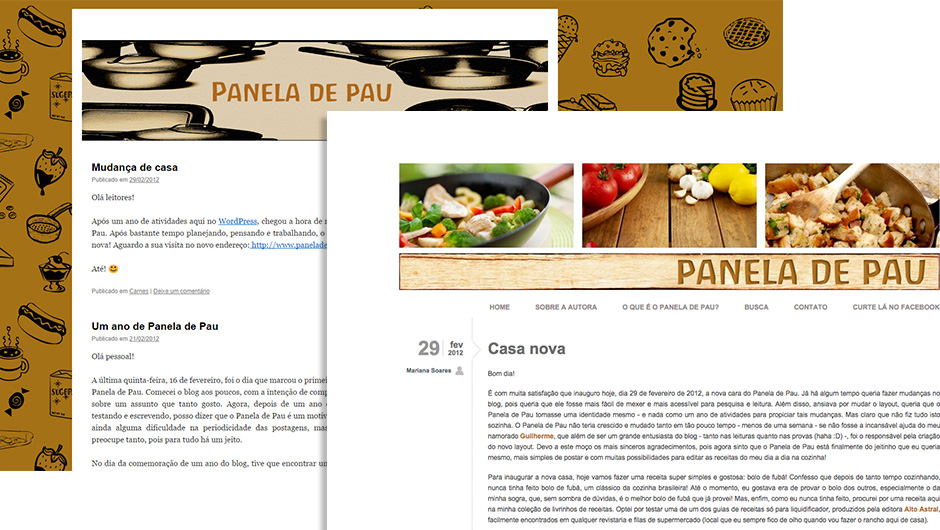 SUGAR
PANELA DE PAU
Mudança de casa
Publicado em 29/02/2012
Olá leitores!
Após um ano de atividades aqui no WordPress, chegou a hora de
Pau. Após bastante tempo planejando, pensando e trabalhando, o
nova! Aguardo a sua visita no novo endereço: http://www.panelade
Até! 😀
Publicado em Carnes | Deixe um comentário
Um ano de Panela de Pau
Publicado em 21/02/2012
Olá pessoal!
A última quinta-feira, 16 de fevereiro, foi o dia que marcou o primei
Panela de Pau. Comecei o blog aos poucos, com a intenção de comp
sobre um assunto que tanto gosto. Agora, depois de um ano
testando e escrevendo, posso dizer que o Panela de Pau é um motiv
ainda alguma dificuldade na periodicidade das postagens, mas
preocupe tanto, pois para tudo há um jeito.
No dia da comemoração de um ano do blog, tive que encontrar un
PANELA DE PAU
HOME SOBRE A AUTORA O QUE É O PANELA DE PAU? BUSCA CONTATO CURTE LÁ NO FACEBOOK
29 fev
2012
Mariana Soares
Casa nova
Bom dia!
É com muita satisfação que inauguro hoje, dia 29 de fevereiro de 2012, a nova cara do Panela de Pau. Já há algum tempo queria fazer mudanças no
blog, pois queria que ele fosse mais fácil de mexer e mais acessível para pesquisa e leitura. Além disso, ansiava por mudar o layout, queria que o
Panela de Pau tomasse uma identidade mesmo - e nada como um ano de atividades para propiciar tais mudanças. Mas claro que não fiz tudo isto
sozinha. O Panela de Pau não teria crescido e mudado tanto em tão pouco tempo - menos de uma semana - se não fosse a incansável ajuda do meu
namorado Guilherme, que além de ser um grande entusiasta do blog - tanto nas leituras quanto nas provas (haha :D) -, foi o responsável pela criação
do novo layout. Devo a este moço os mais sinceros agradecimentos, pois agora sinto que o Panela de Pau está finalmente do jeitinho que eu queria
mesmo, mais simples de postar e com muitas possibilidades para editar as receitas do meu dia a dia na cozinha!
Para inaugurar a nova casa, hoje vamos fazer uma receita super simples e gostosa: bolo de fubá! Confesso que depois de tanto tempo cozinhando,
nunca tinha feito bolo de fubá, um clássico da cozinha brasileira! Até o momento, eu gostava era de provar o bolo dos outros, especialmente o da
minha sogra, que, sem sombra de dúvidas, é o melhor bolo de fubá que já provei! Mas, enfim, como eu nunca tinha feito, procurei por uma receita aqui
na minha coleção de livrinhos de receitas. Optei por testar uma de um dos guias de receitas só para liquidificador, produzidos pela editora Alto Astral,
facilmente encontrados em qualquer revistaria e filas de supermercado (local que eu sempre fico de olho quando vou fazer o rancho aqui de casa).